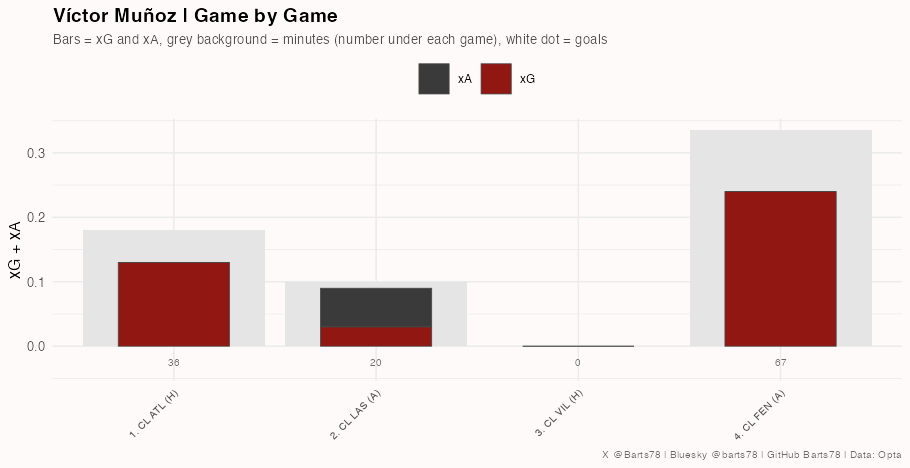 Víctor Muñoz | Game by Game
Bars = xG and xA, grey background = minutes (number under each game), white dot = goals
xA xG
xG + xA
0.3
0.2
0.1
0.0
36 20 0 67
1. CL ATL (H) 2. CL LAS (A) 3. CL VIL (H) 4. CL FEN (A)
X @Barts78 | Bluesky @barts78 | GitHub Barts78 | Data: Opta